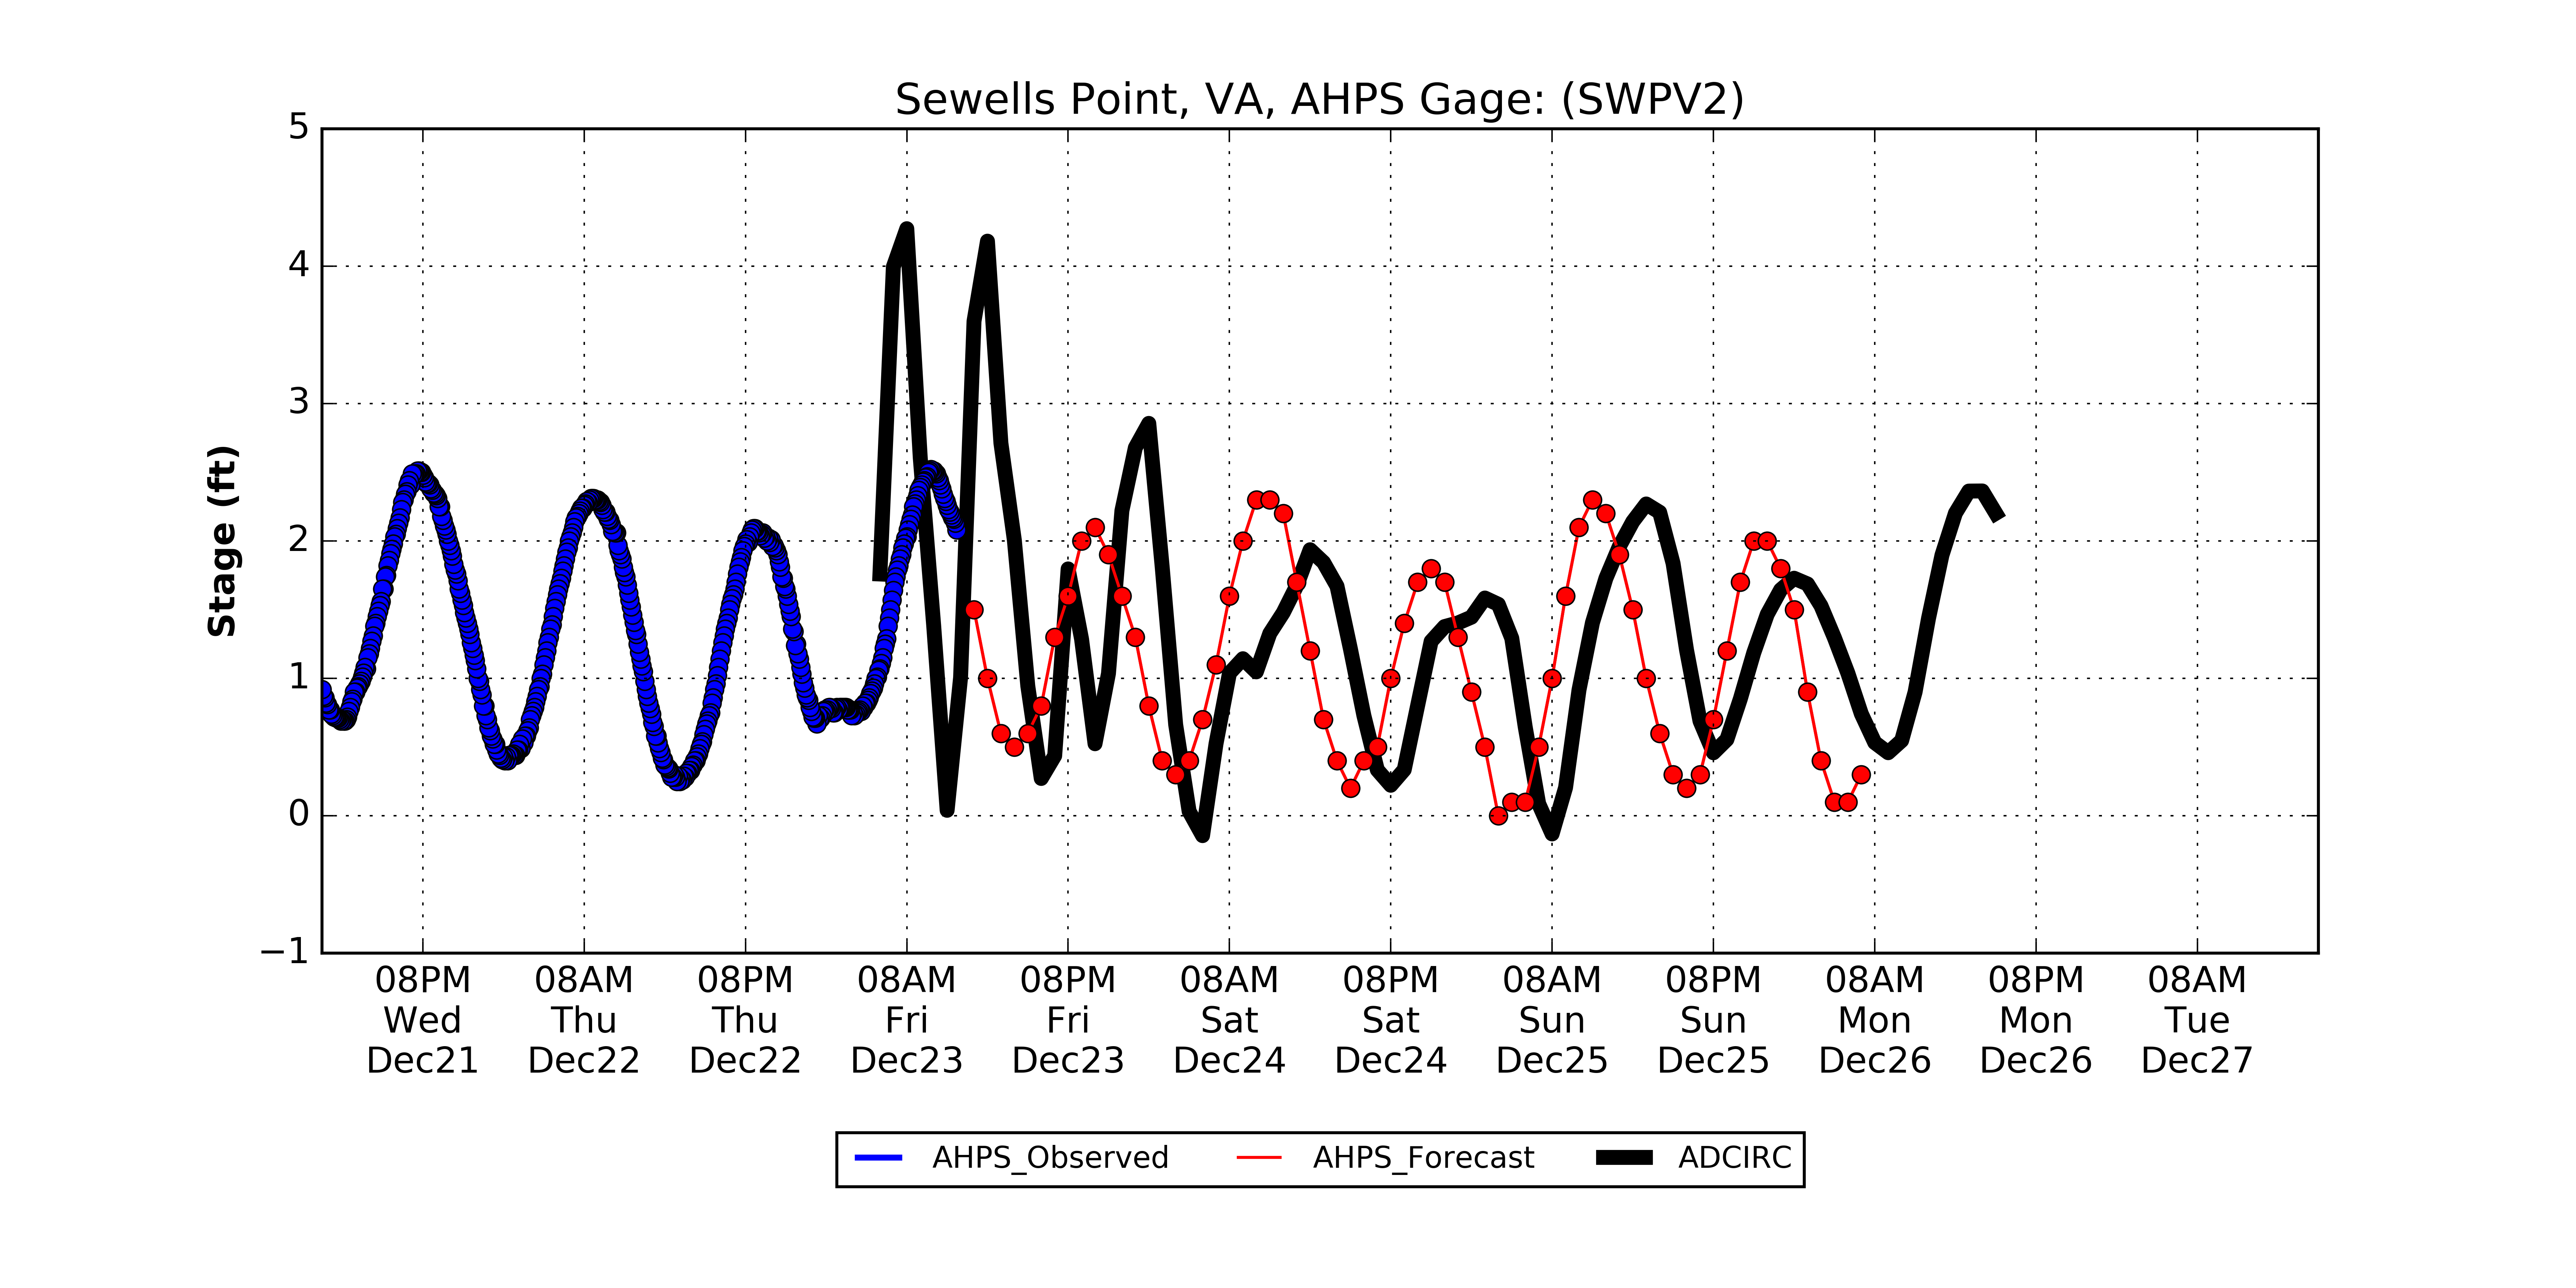 Sewells Point, VA, AHPS Gage: (SWPV2)
Stage (ft)
5
4
3
2
1
0
−1
08PM 08AM 08PM 08AM 08PM 08AM 08PM 08AM 08PM 08AM 08PM 08AM
Wed Thu Thu Fri Fri Sat Sat Sun Sun Mon Mon Tue
Dec21 Dec22 Dec22 Dec23 Dec23 Dec24 Dec24 Dec25 Dec25 Dec26 Dec26 Dec27
AHPS_Observed AHPS_Forecast ADCIRC